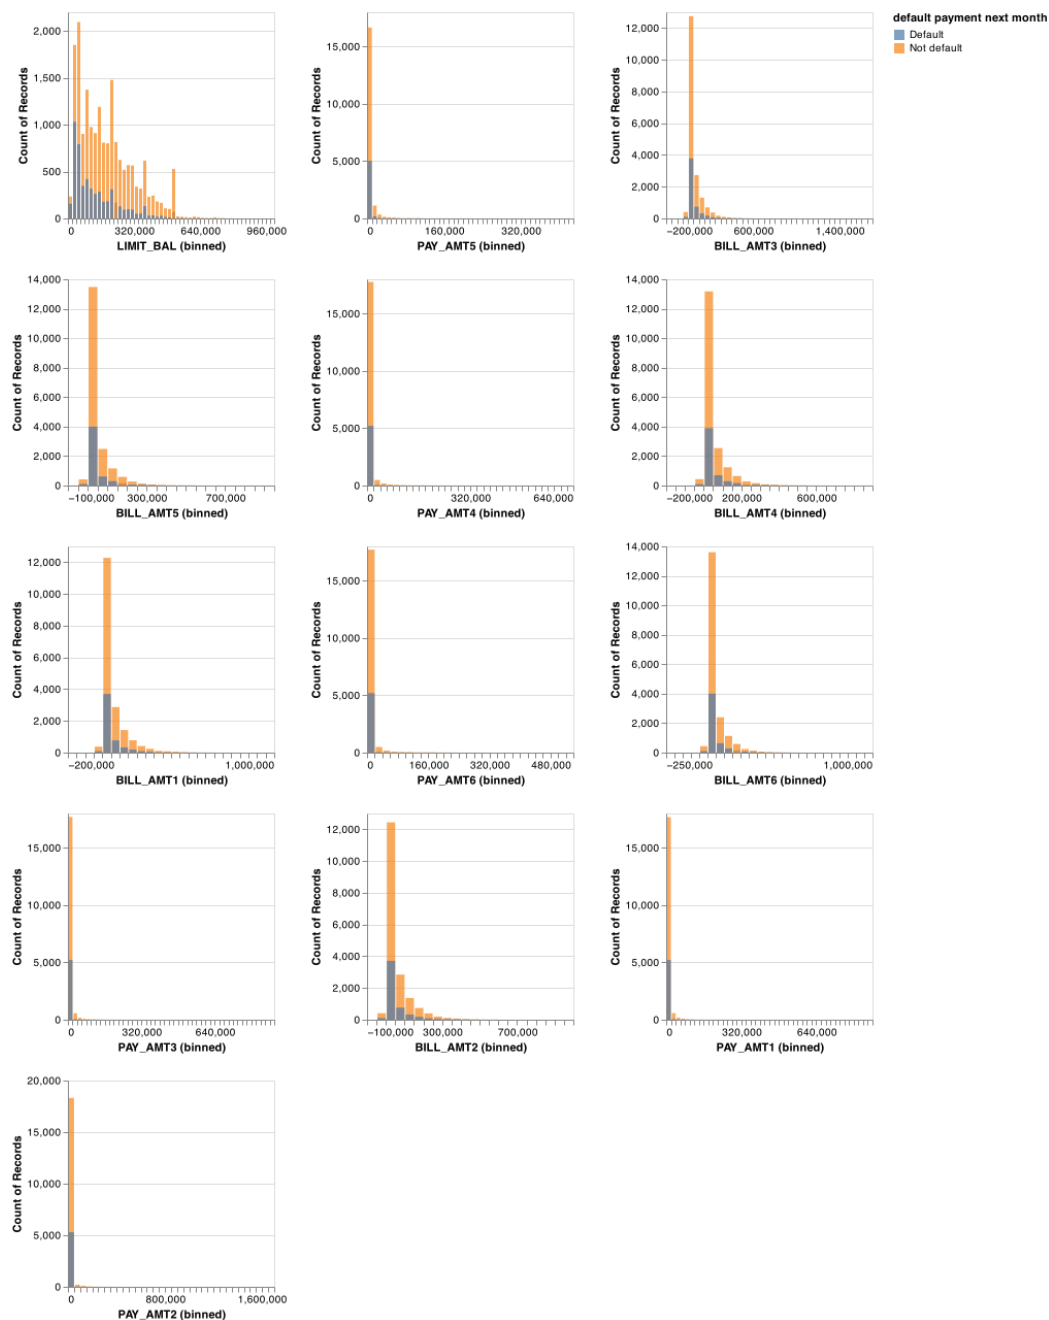 default payment next month
Default
Not default
2,000
1,500
1,000
500
0
Count of Records
0 320,000 640,000 960,000
LIMIT_BAL (binned)
15,000
10,000
5,000
0
Count of Records
0 160,000 320,000
PAY_AMT5 (binned)
12,000
10,000
8,000
6,000
4,000
2,000
0
Count of Records
−200,000 600,000 1,400,000
BILL_AMT3 (binned)
14,000
12,000
10,000
8,000
6,000
4,000
2,000
0
Count of Records
−100,000 300,000 700,000
BILL_AMT5 (binned)
15,000
10,000
5,000
0
Count of Records
0 320,000 640,000
PAY_AMT4 (binned)
14,000
12,000
10,000
8,000
6,000
4,000
2,000
0
Count of Records
−200,000 200,000 600,000
BILL_AMT4 (binned)
12,000
10,000
8,000
6,000
4,000
2,000
0
Count of Records
−200,000 1,000,000
BILL_AMT1 (binned)
15,000
10,000
5,000
0
Count of Records
0 160,000 320,000 480,000
PAY_AMT6 (binned)
14,000
12,000
10,000
8,000
6,000
4,000
2,000
0
Count of Records
−250,000 1,000,000
BILL_AMT6 (binned)
15,000
10,000
5,000
0
Count of Records
0 320,000 640,000
PAY_AMT3 (binned)
12,000
10,000
8,000
6,000
4,000
2,000
0
Count of Records
−100,000 300,000 700,000
BILL_AMT2 (binned)
15,000
10,000
5,000
0
Count of Records
0 320,000 640,000
PAY_AMT1 (binned)
20,000
15,000
10,000
5,000
0
Count of Records
0 800,000 1,600,000
PAY_AMT2 (binned)